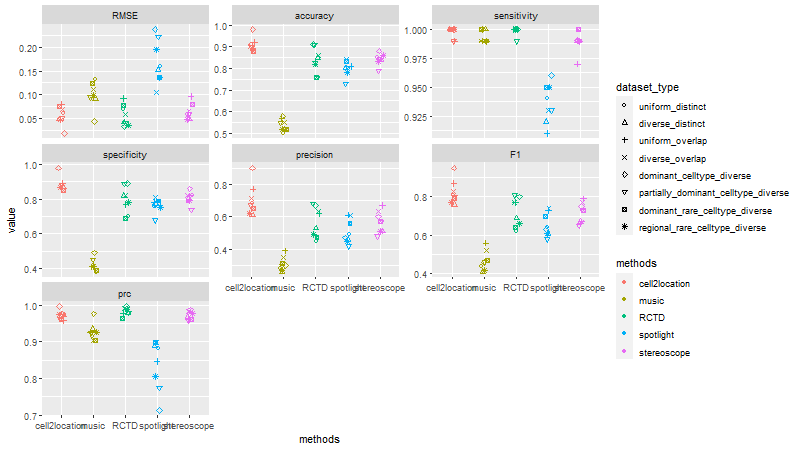 RMSE
accuracy
sensitivity
0.20
0.15
0.10
0.05
1.0
0.9
0.8
0.7
0.6
0.5
1.000
0.975
0.950
0.925
specificity
precision
F1
1.0
0.8
0.6
0.4
0.8
0.6
0.4
0.8
0.6
0.4
cell2location music RCTD spotlight stereoscope
cell2location music RCTD spotlight stereoscope
prc
1.0
0.9
0.8
0.7
cell2location music RCTD spotlight stereoscope
value
methods
dataset_type
uniform_distinct
diverse_distinct
uniform_overlap
diverse_overlap
dominant_celltype_diverse
partially_dominant_celltype_diverse
dominant_rare_celltype_diverse
regional_rare_celltype_diverse
methods
cell2location
music
RCTD
spotlight
stereoscope